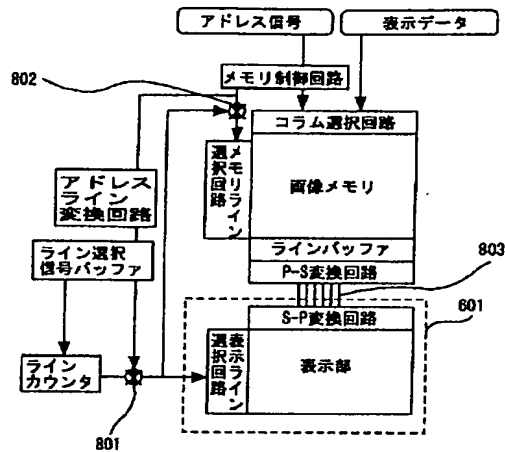 アドレス信号
表示データ
802
メモリ制御回路
コラム選択回路
メモリライン
選択回路
画像メモリ
アドレス
ライン
変換回路
ライン選択
信号バッファ
ラインバッファ
P-S変換回路
803
601
S-P変換回路
表示ライン
選択回路
表示部
ライン
カウンタ
801